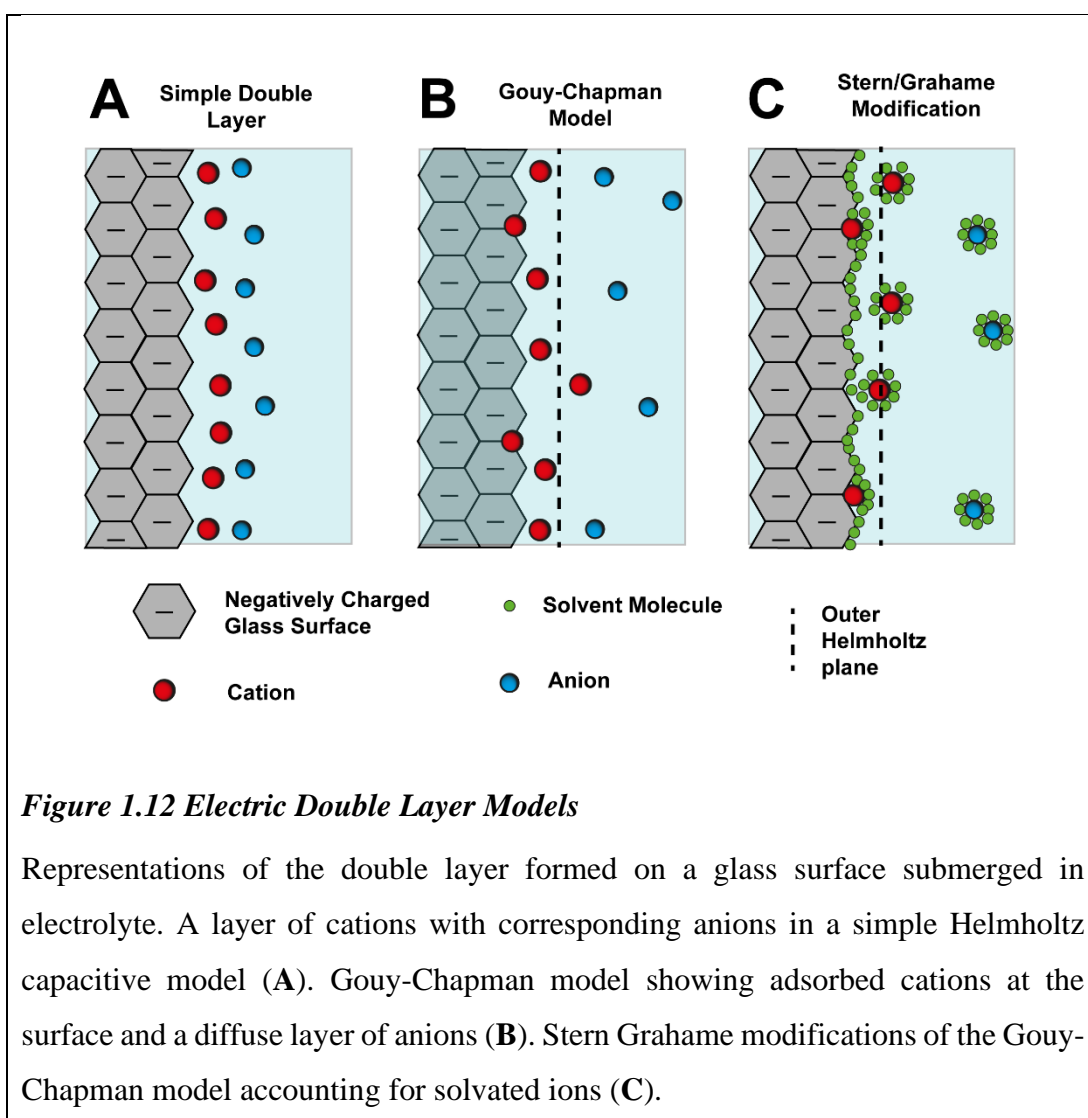 A
Simple Double
Layer
B
Gouy-Chapman
Model
C
Stern/Grahame
Modification
Negatively Charged
Glass Surface
Solvent Molecule
Outer
Helmholtz
plane
Cation
Anion
Figure 1.12 Electric Double Layer Models
Representations of the double layer formed on a glass surface submerged in
electrolyte. A layer of cations with corresponding anions in a simple Helmholtz
capacitive model (A). Gouy-Chapman model showing adsorbed cations at the
surface and a diffuse layer of anions (B). Stern Grahame modifications of the Gouy-
Chapman model accounting for solvated ions (C).